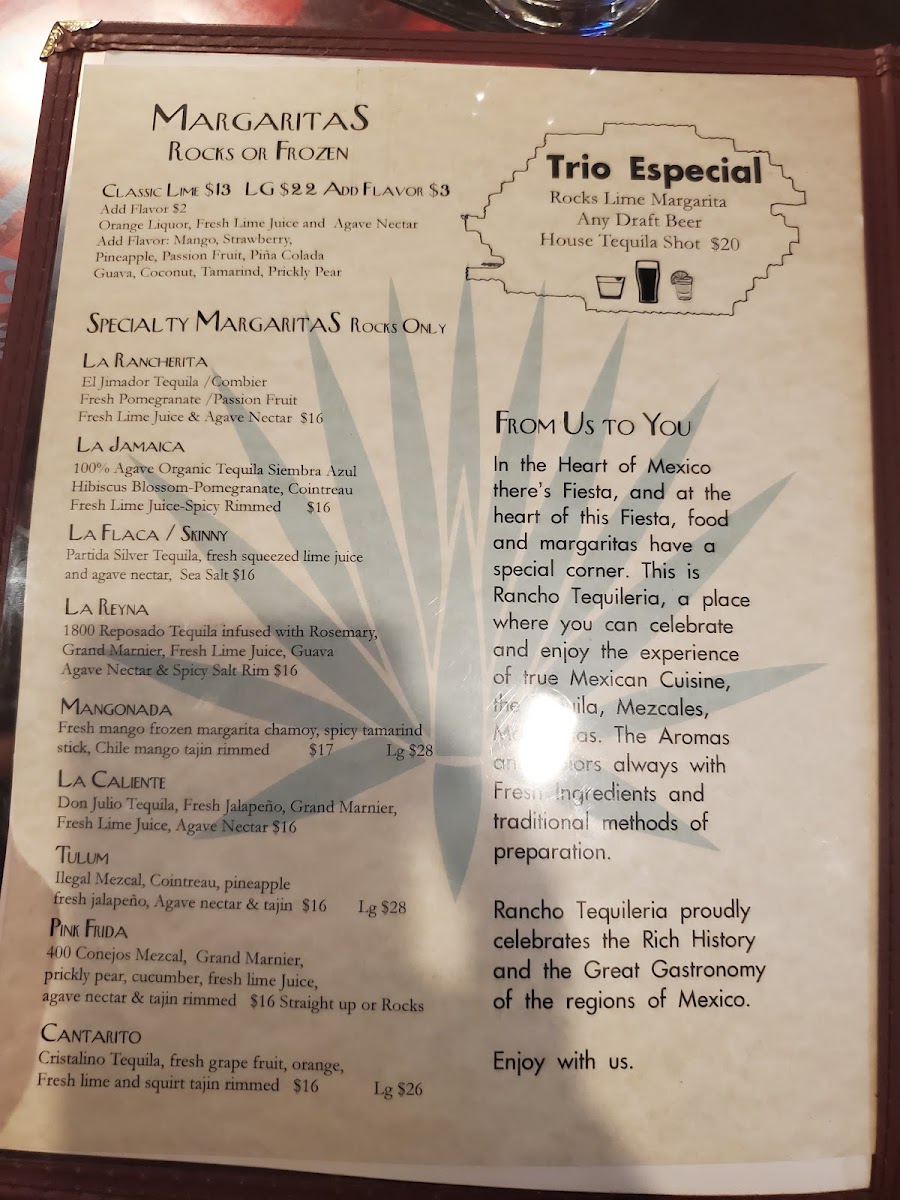 MARGARITAS
ROCKS OR FROZEN
CLASSIC LIME $13 LG $22 ADD FLAVOR $3
Add Flavor $2
Orange Liquor, Fresh Lime Juice and Agave Nectar
Add Flavor: Mango, Strawberry,
Pineapple, Passion Fruit, Piña Colada
Guava, Coconut, Tamarind, Prickly Pear
SPECIALTY MARGARITAS ROCKS ONLY
LA RANCHERITA
El Jimador Tequila /Combier
Fresh Pomegranate /Passion Fruit
Fresh Lime Juice & Agave Nectar $16
LA JAMAICA
100% Agave Organic Tequila Siembra Azul
Hibiscus Blossom-Pomegranate, Cointreau
Fresh Lime Juice-Spicy Rimmed $16
LA FLACA / SKINNY
Partida Silver Tequila, fresh squeezed lime juice
and agave nectar, Sea Salt $16
LA REYNA
1800 Reposado Tequila infused with Rosemary,
Grand Marnier, Fresh Lime Juice, Guava
Agave Nectar & Spicy Salt Rim $16
MANGONADA
Fresh mango frozen margarita chamoy, spicy tamarind
stick, Chile mango tajin rimmed $17 Lg $28
LA CALIENTE
Don Julio Tequila, Fresh Jalapeño, Grand Marnier,
Fresh Lime Juice, Agave Nectar $16
TULUM
Ilegal Mezcal, Cointreau, pineapple
fresh jalapeño, Agave nectar & tajin $16 Lg $28
PINK FRIDA
400 Conejos Mezcal, Grand Marnier,
prickly pear, cucumber, fresh lime Juice,
agave nectar & tajin rimmed $16 Straight up or Rocks
CANTARITO
Cristalino Tequila, fresh grape fruit, orange,
Fresh lime and squirt tajin rimmed $16 Lg $26
Trio Especial
Rocks Lime Margarita
Any Draft Beer
House Tequila Shot $20
FROM US TO YOU
In the Heart of Mexico
there's Fiesta, and at the
heart of this Fiesta, food
and margaritas have a
special corner. This is
Rancho Tequileria, a place
where you can celebrate
and enjoy the experience
of true Mexican Cuisine,
the Mezcales,
The Aromas
always with
Fresh Ingredients and
traditional methods of
preparation.
Rancho Tequileria proudly
celebrates the Rich History
and the Great Gastronomy
of the regions of Mexico.
Enjoy with us.